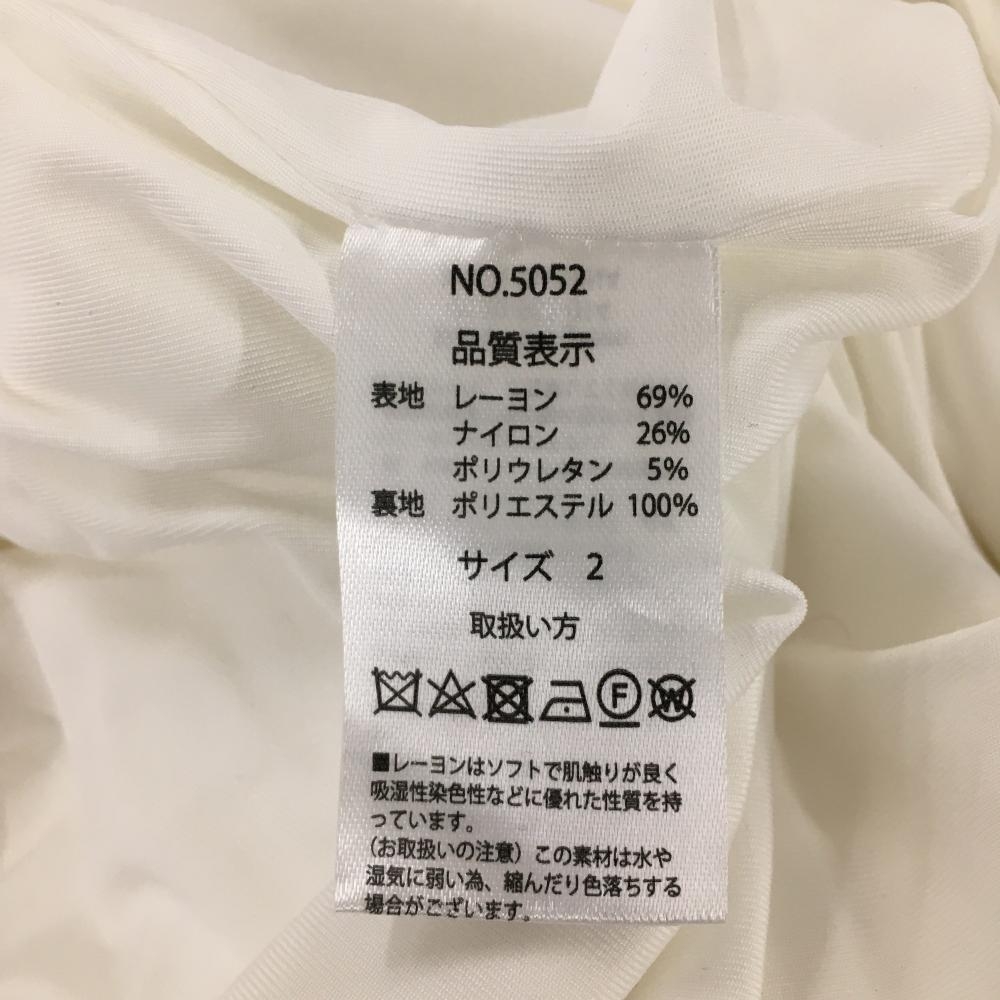 NO.5052
品質表示
表地 レーヨン 69%
ナイロン 26%
ポリウレタン 5%
裏地 ポリエステル 100%
サイズ 2
取扱い方
F W
■レーヨンはソフトで肌触りが良く
吸湿性染色性などに優れた性質を持
っています。
（お取扱いの注意）この素材は水や
湿気に弱い為、縮んだり色落ちする
場合がございます。